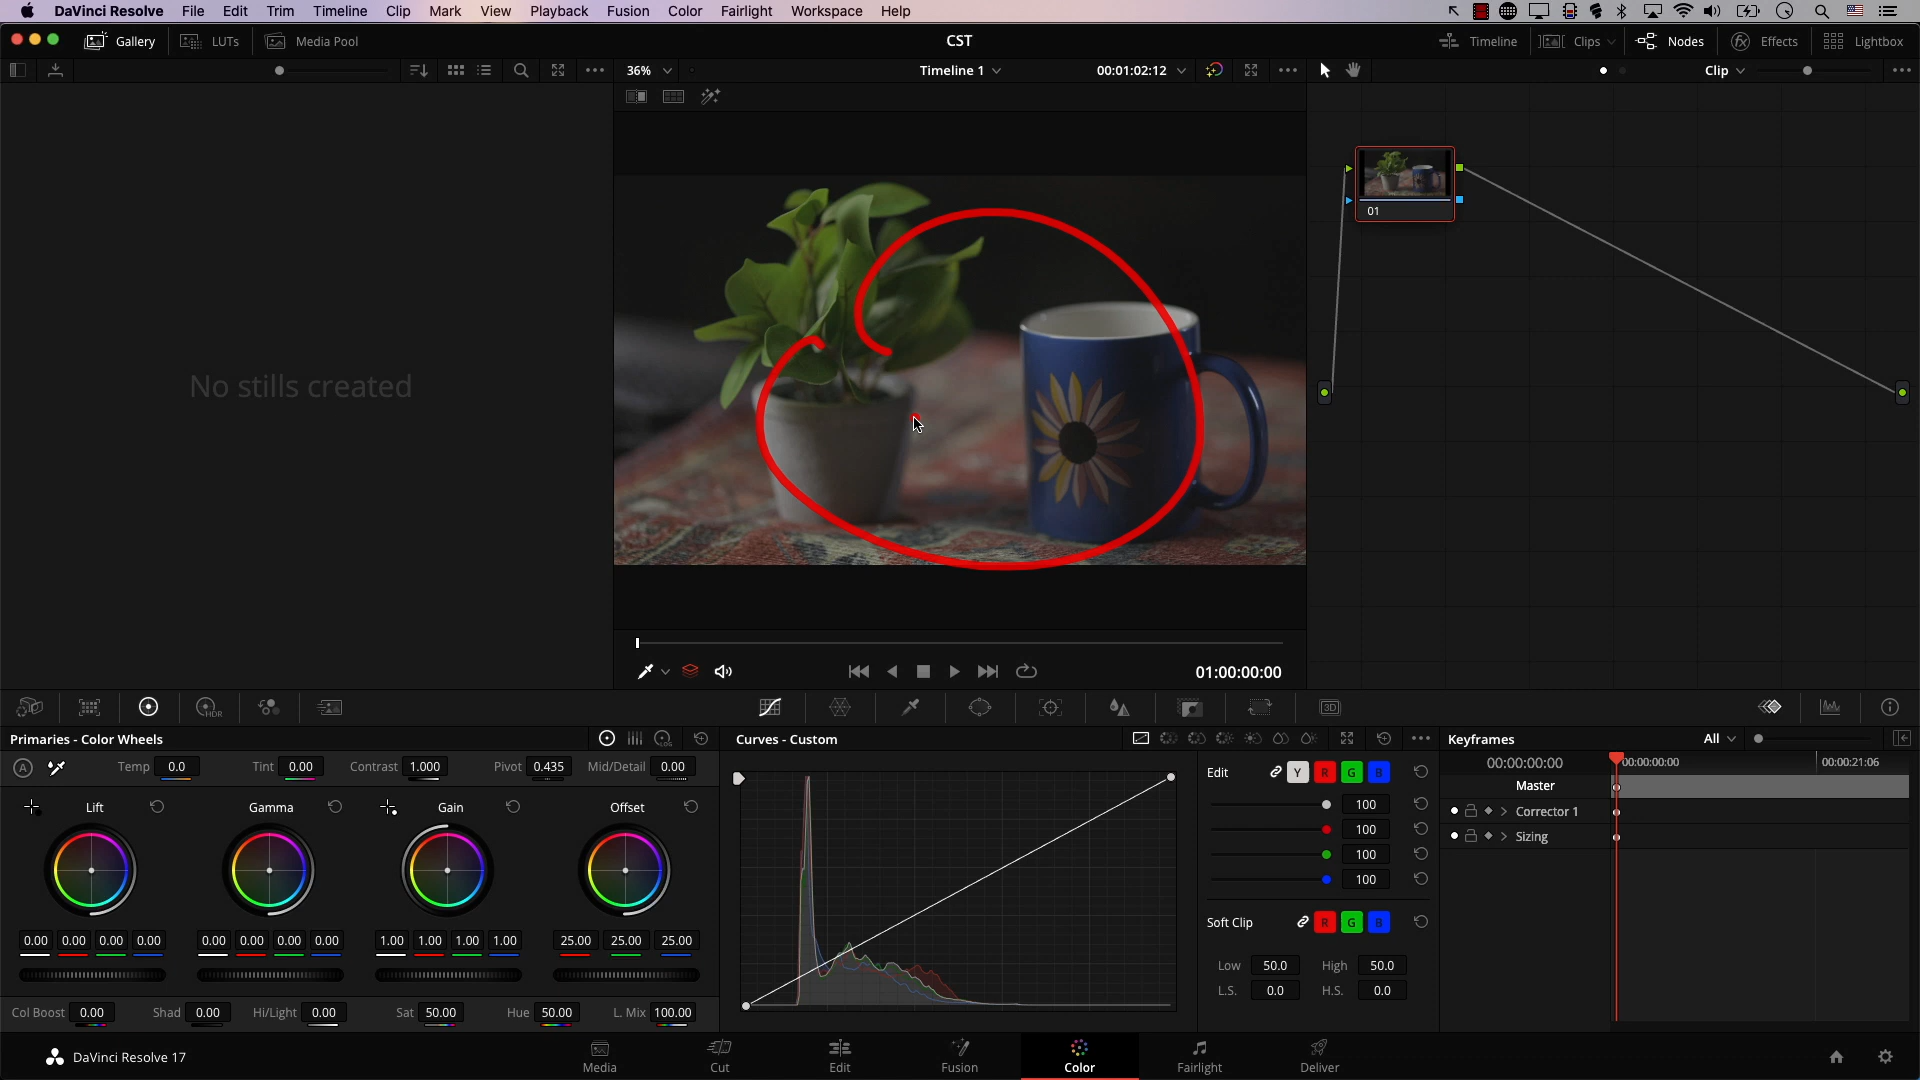 DaVinci Resolve File Edit Trim Timeline Clip Mark View Playback Fusion Color Fairlight Workspace Help
Gallery LUTs Media Pool CST Timeline Clips Nodes Effects Lightbox
36% Timeline 1 00:01:02:12 Clip
01
No stills created
01:00:00:00
HDR 3D
Primaries - Color Wheels Curves - Custom Keyframes All
LOG
A Temp 0.0 Tint 0.00 Contrast 1.000 Pivot 0.435 Mid/Detail 0.00
Edit Y R G B 00:00:00:00 00:00:00:00 00:00:21:06
Master
Lift Gamma Gain Offset 100
Corrector 1
100
Sizing
100
100
Soft Clip R G B
0.00 0.00 0.00 0.00 0.00 0.00 0.00 0.00 1.00 1.00 1.00 1.00 25.00 25.00 25.00
Low 50.0 High 50.0
L.S. 0.0 H.S. 0.0
Col Boost 0.00 Shad 0.00 Hi/Light 0.00 Sat 50.00 Hue 50.00 L. Mix 100.00
DaVinci Resolve 17 Media Cut Edit Fusion Color Fairlight Deliver